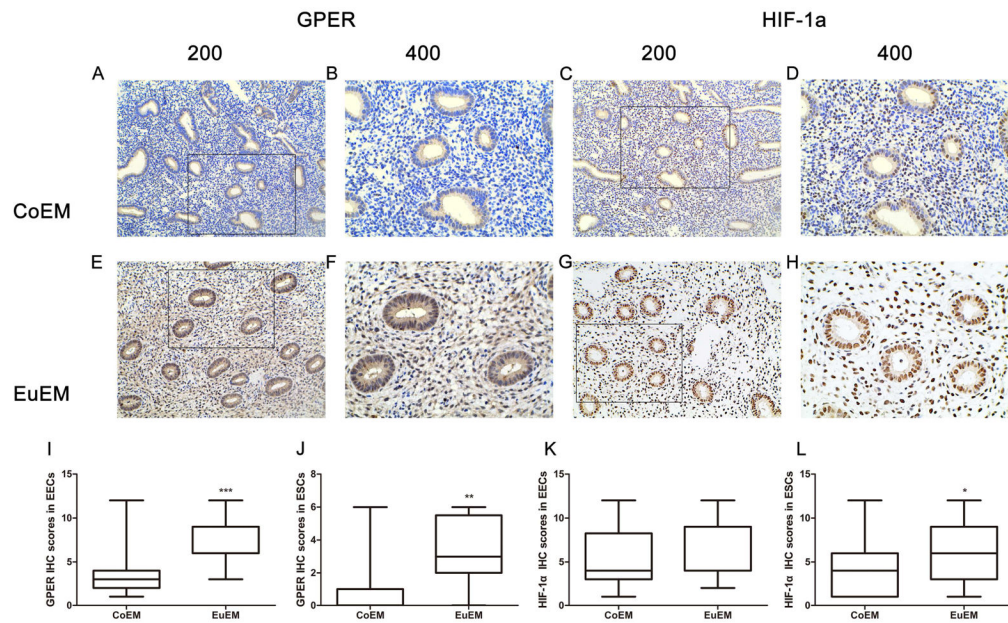 GPER HIF-1a
200 400 200 400
A B C D
CoEM
E F G H
EuEM
I J K L
GPER IHC scores in EECs
15
10
5
0
***
CoEM EuEM
GPER IHC scores in ESCs
8
6
4
2
0
**
CoEM EuEM
HIF-1α IHC scores in EECs
15
10
5
0
CoEM EuEM
HIF-1α IHC scores in ESCs
15
10
5
0
*
CoEM EuEM